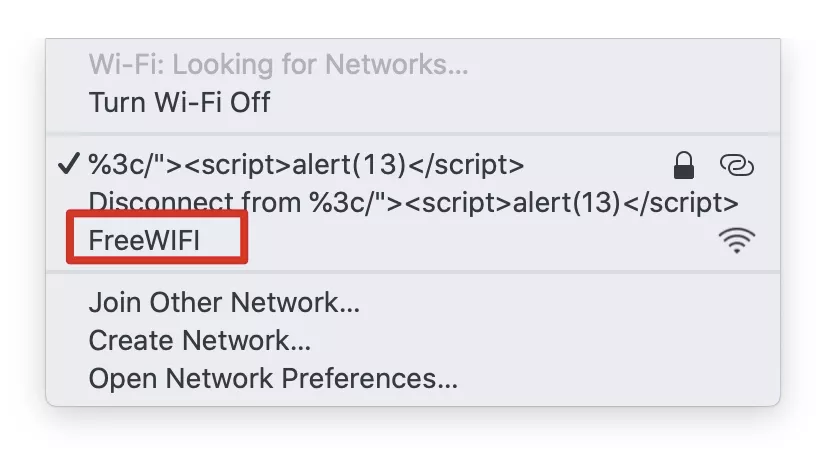 Wi-Fi: Looking for Networks...
Turn Wi-Fi Off
%3c/"><script>alert(13)</script>
Disconnect from %3c/"><script>alert(13)</script>
FreeWIFI
Join Other Network...
Create Network...
Open Network Preferences...